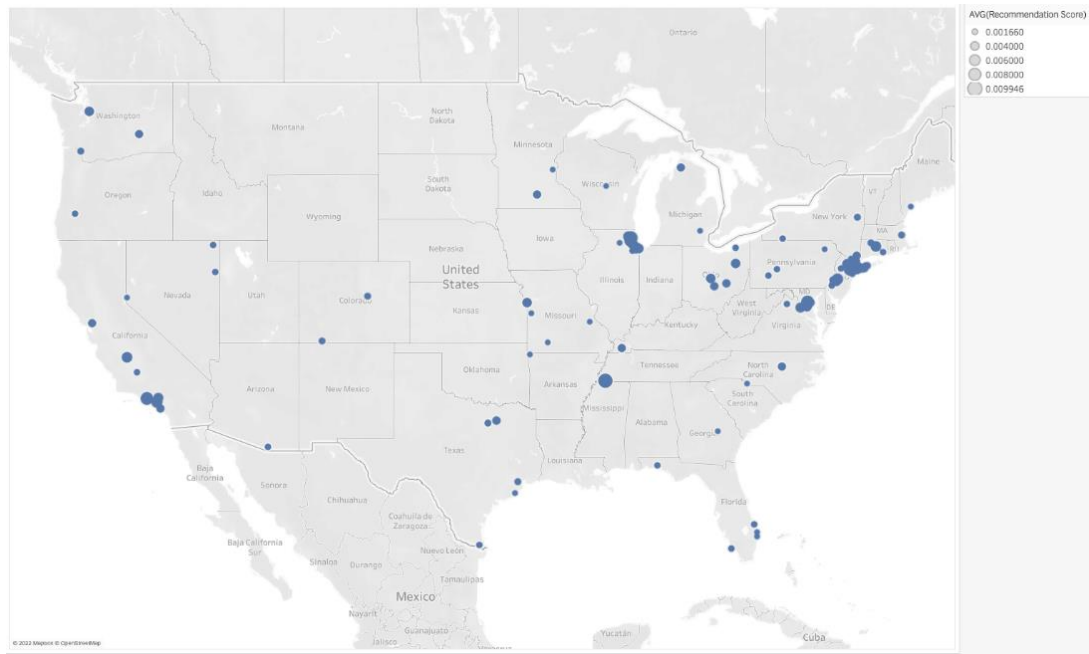 AVG(Recommendation Score)
0.001660
0.004000
0.006000
0.008000
0.009946
Ontario
Washington
Montana
North
Dakota
Minnesota
Maine
Oregon
Idaho
South
Dakota
Wisconsin
VT
Wyoming
Michigan
New York
MA
RI
Iowa
Nebraska
Pennsylvania
Nevada
Utah
United
States
Illinois
Indiana
Ohio
MD
DE
Colorado
Kansas
Missouri
West
Virginia
Virginia
California
Kentucky
Tennessee
North
Carolina
Oklahoma
Arkansas
Arizona
New Mexico
South
Carolina
Mississippi
Alabama
Georgia
Texas
Louisiana
Baja
California
Sonora
Chihuahua
Florida
Coahuila de
Zaragoza
Baja California
Sur
Nuevo León
Sinaloa
Durango
Tamaulipas
Mexico
Nayarit
Guanajuato
Jalisco
Yucatán
Cuba
© 2022 Mapbox © OpenStreetMap